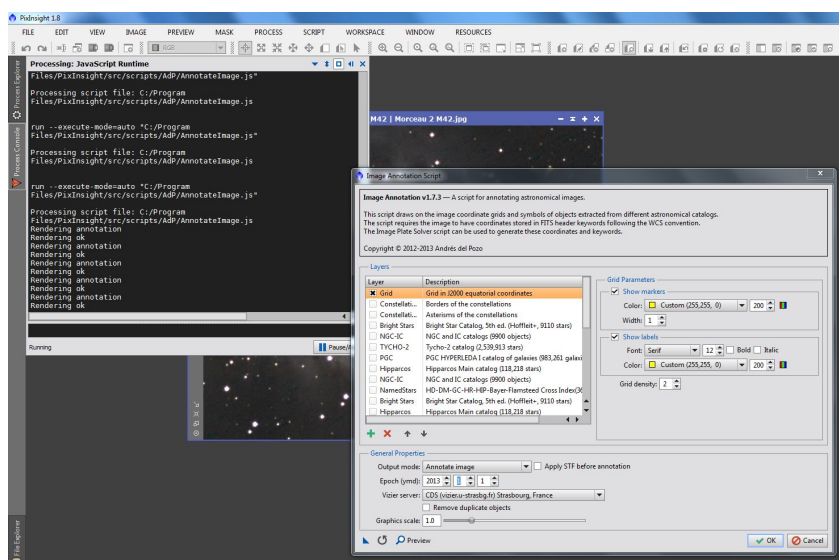 PixInsight 1.8
FILE EDIT VIEW IMAGE PREVIEW MASK PROCESS SCRIPT WORKSPACE WINDOW RESOURCES
RGB
Process Explorer
Process Console
File Explorer
Processing: JavaScript Runtime
Files/PixInsight/src/scripts/AdP/AnnotateImage.js"
Processing script file: C:/Program
Files/PixInsight/src/scripts/AdP/AnnotateImage.js
run --execute-mode=auto "C:/Program
Files/PixInsight/src/scripts/AdP/AnnotateImage.js"
Processing script file: C:/Program
Files/PixInsight/src/scripts/AdP/AnnotateImage.js
run --execute-mode=auto "C:/Program
Files/PixInsight/src/scripts/AdP/AnnotateImage.js"
Processing script file: C:/Program
Files/PixInsight/src/scripts/AdP/AnnotateImage.js
Rendering annotation
Rendering ok
Rendering annotation
Rendering ok
Rendering annotation
Rendering ok
Rendering annotation
Rendering ok
Rendering annotation
Rendering ok
Running
Pause/A
M42 | Morceau 2 M42.jpg
Image Annotation Script
Image Annotation v1.7.3 — A script for annotating astronomical images.
This script draws on the image coordinate grids and symbols of objects extracted from different astronomical catalogs.
The script requires the image to have coordinates stored in FITS header keywords following the WCS convention.
The Image Plate Solver script can be used to generate these coordinates and keywords.
Copyright © 2012-2013 Andrés del Pozo
Layers
Layer Description
Grid Grid in J2000 equatorial coordinates
Constellati... Borders of the constellations
Constellati... Asterisms of the constellations
Bright Stars Bright Star Catalog, 5th ed. (Hoffleit+, 9110 stars)
NGC-IC NGC and IC catalogs (9900 objects)
TYCHO-2 Tycho-2 catalog (2,539,913 stars)
PGC PGC HYPERLEDA I catalog of galaxies (983,261 galaxi
Hipparcos Hipparcos Main catalog (118,218 stars)
NGC-IC NGC and IC catalogs (9900 objects)
NamedStars HD-DM-GC-HR-HIP-Bayer-Flamsteed Cross Index(36
Bright Stars Bright Star Catalog, 5th ed. (Hoffleit+, 9110 stars)
Hipparcos Hipparcos Main catalog (118,218 stars)
Grid Parameters
Show markers
Color: Custom (255,255, 0) 200
Width: 1
Show labels
Font: Serif 12 Bold Italic
Color: Custom (255,255, 0) 200
Grid density: 2
General Properties
Output mode: Annotate image Apply STF before annotation
Epoch (ymd): 2013 1 1
Vizier server: CDS (vizier.u-strasbg.fr) Strasbourg, France
Remove duplicate objects
Graphics scale: 1.0
Preview
OK Cancel